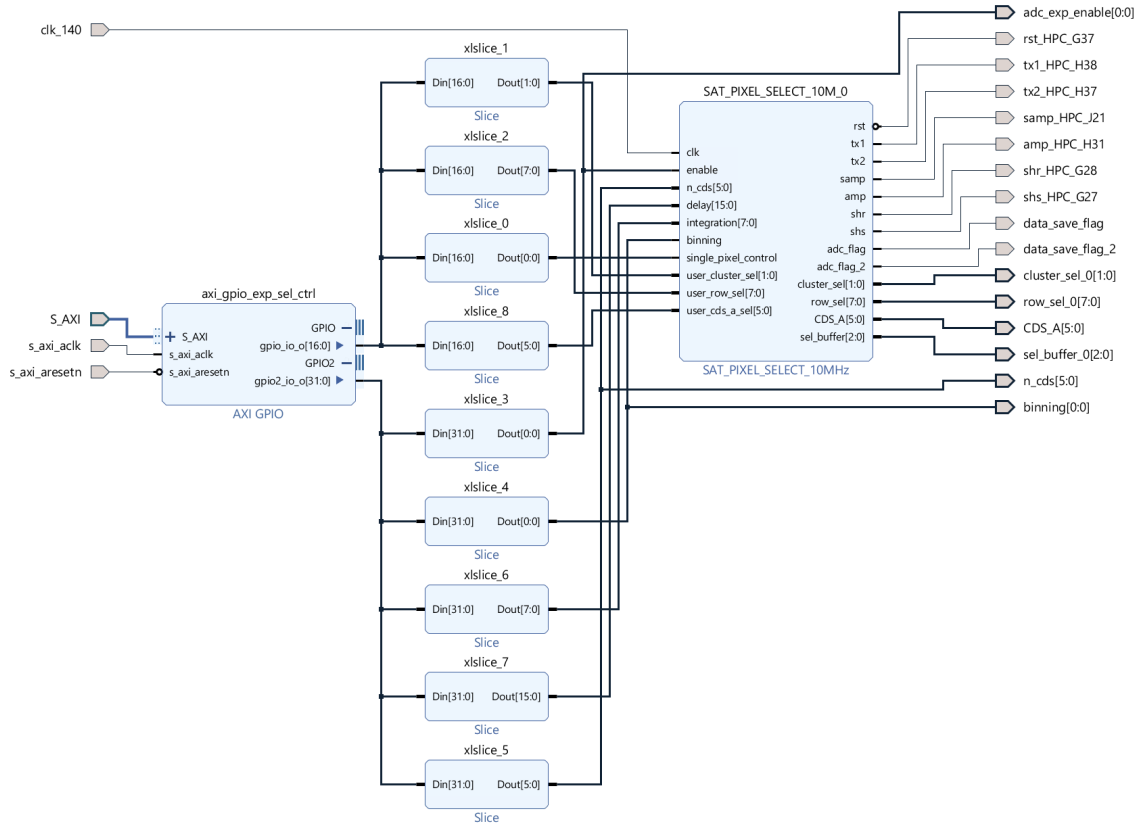 clk_140
S_AXI
s_axi_aclk
s_axi_aresetn
axi_gpio_exp_sel_ctrl
S_AXI
s_axi_aclk
s_axi_aresetn
GPIO
gpio_io_o[16:0]
GPIO2
gpio2_io_o[31:0]
AXI GPIO
xlslice_1
Din[16:0] Dout[1:0]
Slice
xlslice_2
Din[16:0] Dout[7:0]
Slice
xlslice_0
Din[16:0] Dout[0:0]
Slice
xlslice_8
Din[16:0] Dout[5:0]
Slice
xlslice_3
Din[31:0] Dout[0:0]
Slice
xlslice_4
Din[31:0] Dout[0:0]
Slice
xlslice_6
Din[31:0] Dout[7:0]
Slice
xlslice_7
Din[31:0] Dout[15:0]
Slice
xlslice_5
Din[31:0] Dout[5:0]
Slice
SAT_PIXEL_SELECT_10M_0
clk
enable
n_cds[5:0]
delay[15:0]
integration[7:0]
binning
single_pixel_control
user_cluster_sel[1:0]
user_row_sel[7:0]
user_cds_a_sel[5:0]
rst
tx1
tx2
samp
amp
shr
shs
adc_flag
adc_flag_2
cluster_sel[1:0]
row_sel[7:0]
CDS_A[5:0]
sel_buffer[2:0]
SAT_PIXEL_SELECT_10MHz
adc_exp_enable[0:0]
rst_HPC_G37
tx1_HPC_H38
tx2_HPC_H37
samp_HPC_J21
amp_HPC_H31
shr_HPC_G28
shs_HPC_G27
data_save_flag
data_save_flag_2
cluster_sel_0[1:0]
row_sel_0[7:0]
CDS_A[5:0]
sel_buffer_0[2:0]
n_cds[5:0]
binning[0:0]